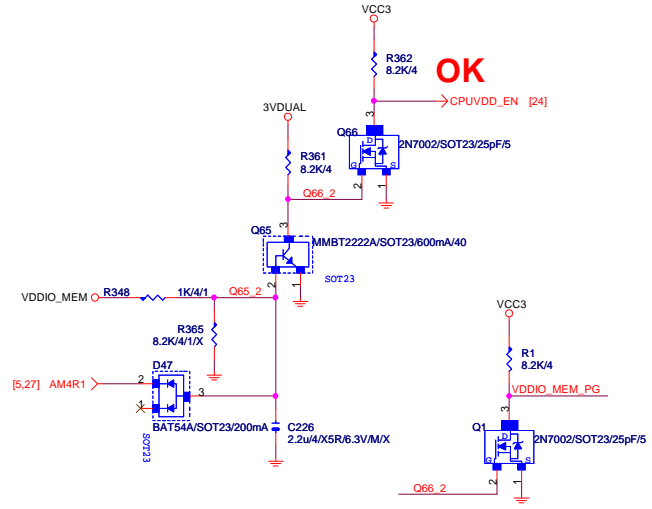 VCC3
R362
8.2K/4
OK
CPUVDD_EN [24]
3VDUAL
3
Q66
D
2N7002/SOT23/25pF/5
G
S
R361
8.2K/4
2
1
Q66_2
3
Q65
MMBT2222A/SOT23/600mA/40
SOT23
2
1
VDDIO_MEM
R348
1K/4/1
Q65_2
R365
8.2K/4/1/X
VCC3
D47
R1
8.2K/4
[5,27] AM4R1
2
3
1
VDDIO_MEM_PG
BAT54A/SOT23/200mA
SOT23
C226
2.2u/4/X5R/6.3V/M/X
3
Q1
D
2N7002/SOT23/25pF/5
G
S
2
1
Q66_2